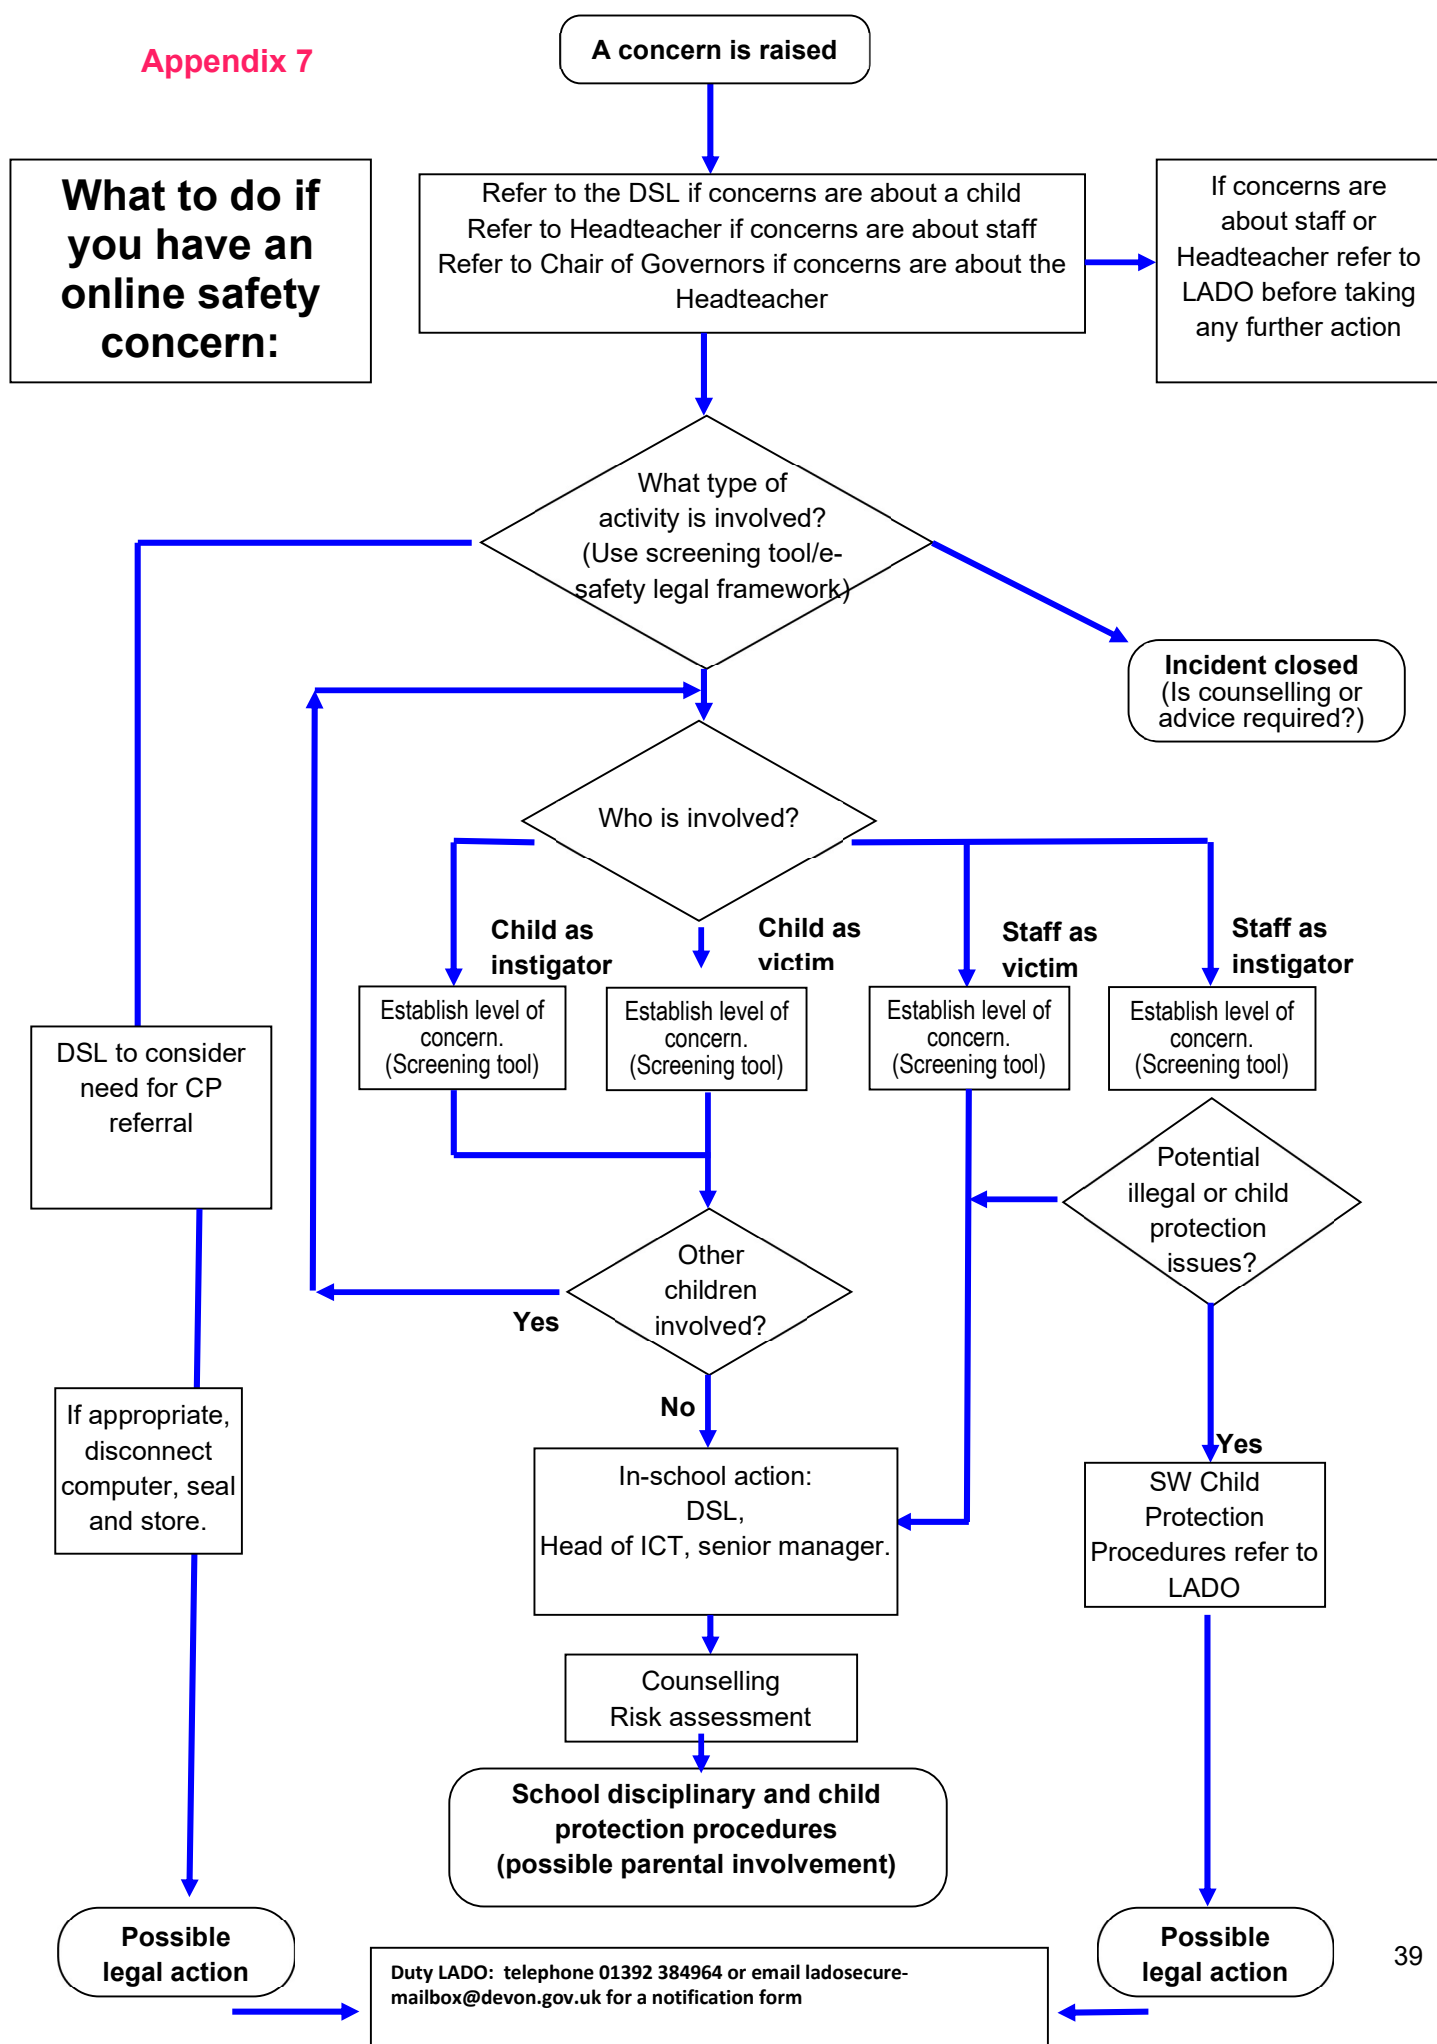 Appendix 7
A concern is raised
What to do if
you have an
online safety
concern:
Refer to the DSL if concerns are about a child
Refer to Headteacher if concerns are about staff
Refer to Chair of Governors if concerns are about the
Headteacher
If concerns are
about staff or
Headteacher refer to
LADO before taking
any further action
What type of
activity is involved?
(Use screening tool/e-
safety legal framework)
Incident closed
(Is counselling or
advice required?)
Who is involved?
Child as
instigator
Child as
victim
Staff as
victim
Staff as
instigator
Establish level of
concern.
(Screening tool)
Establish level of
concern.
(Screening tool)
Establish level of
concern.
(Screening tool)
Establish level of
concern.
(Screening tool)
DSL to consider
need for CP
referral
Potential
illegal or child
protection
issues?
Other
children
involved?
Yes
No
If appropriate,
disconnect
computer, seal
and store.
Yes
In-school action:
DSL,
Head of ICT, senior manager.
SW Child
Protection
Procedures refer to
LADO
Counselling
Risk assessment
School disciplinary and child
protection procedures
(possible parental involvement)
Possible
legal action
Possible
legal action
Duty LADO: telephone 01392 384964 or email ladosecure-
mailbox@devon.gov.uk for a notification form
39